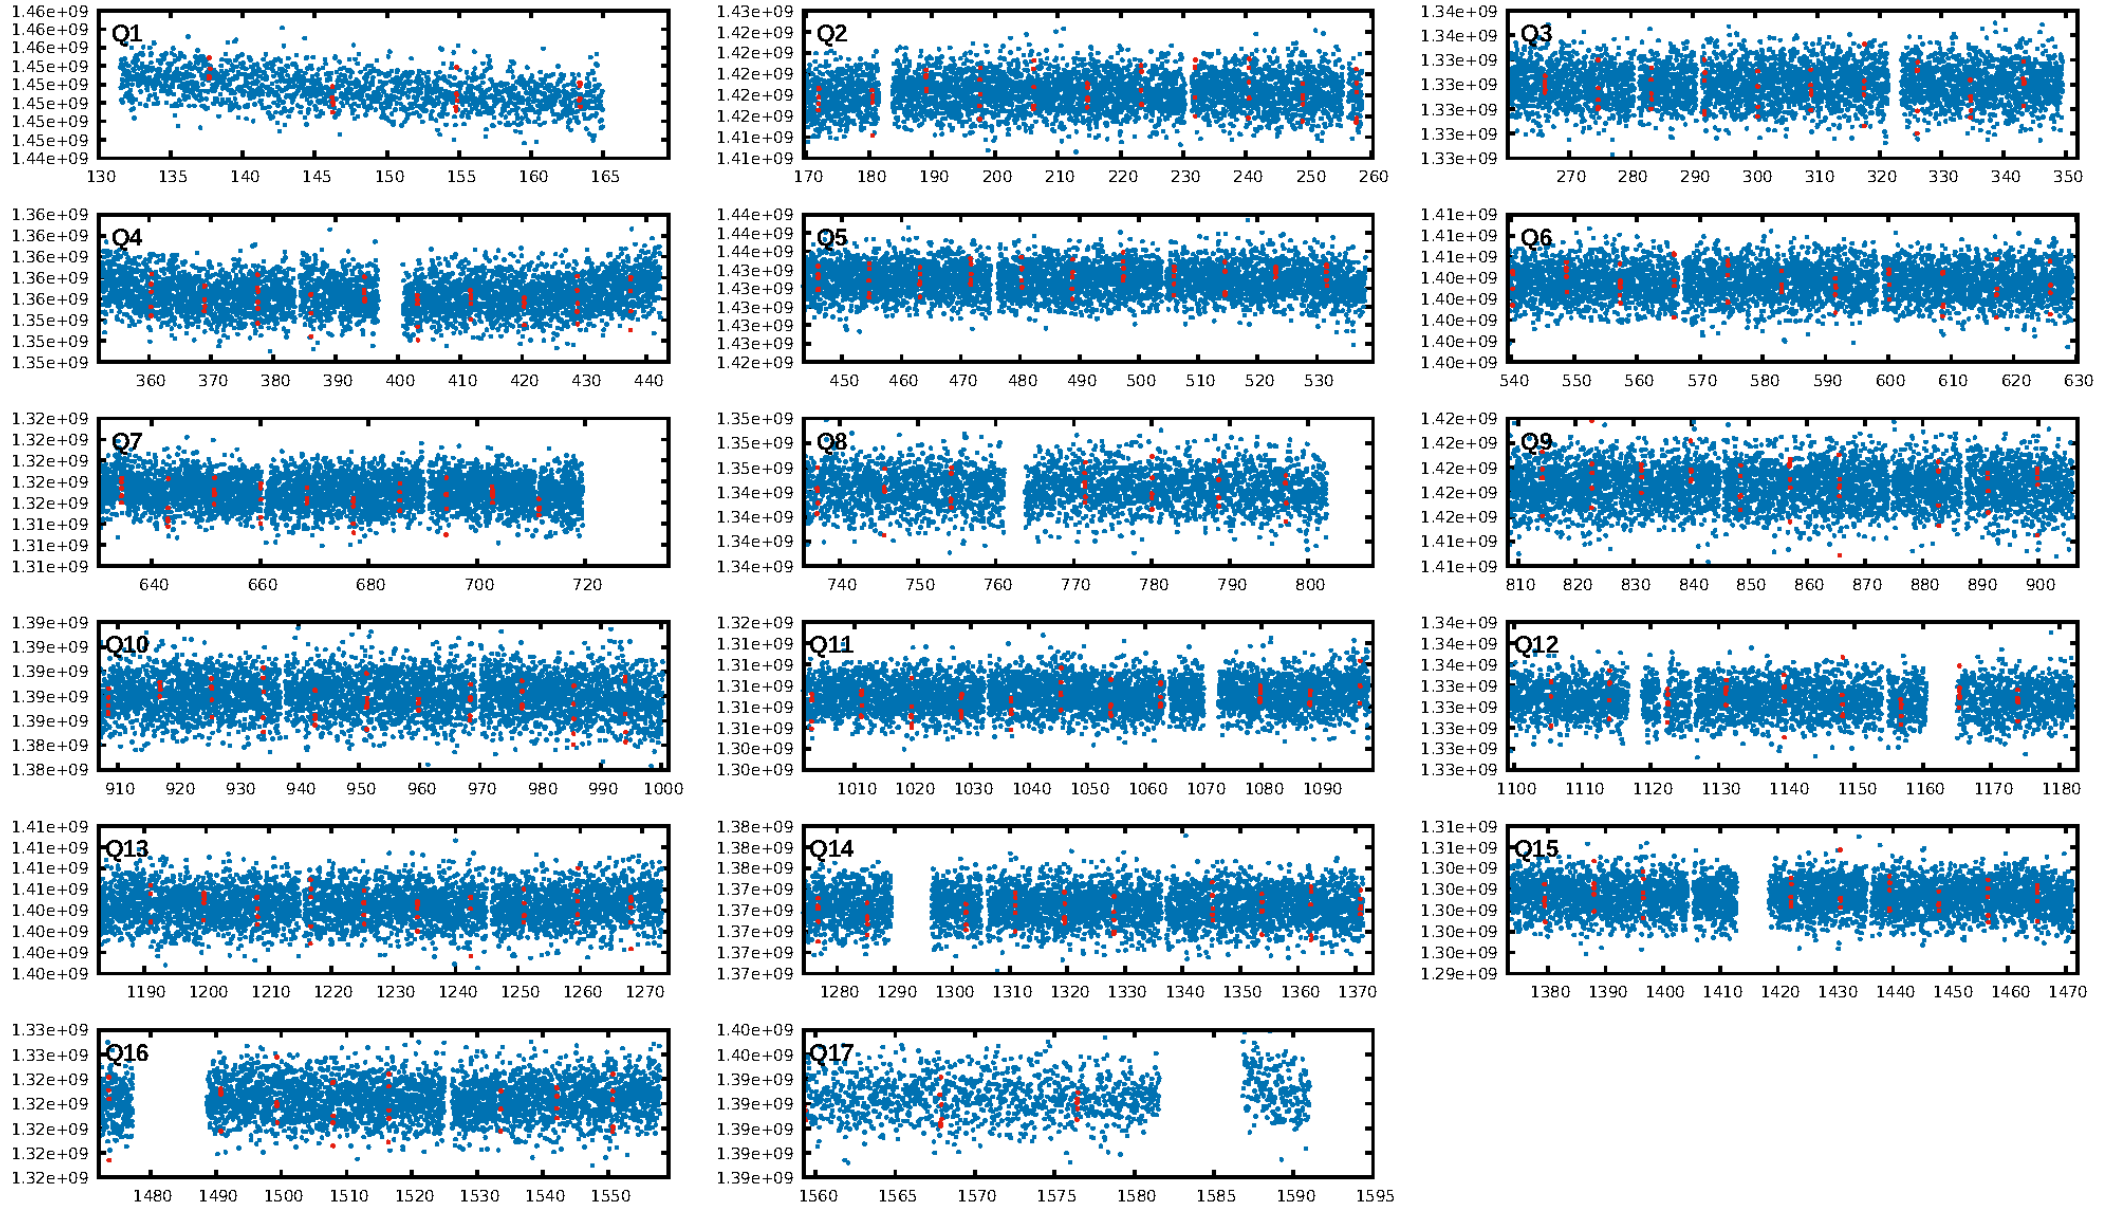 1.46e+09 1.46e+09 1.45e+09 1.45e+09 1.45e+09 1.45e+09 1.45e+09 1.45e+09 1.44e+09
Q1
130 135 140 145 150 155 160 165
1.43e+09 1.42e+09 1.42e+09 1.42e+09 1.42e+09 1.42e+09 1.41e+09 1.41e+09
Q2
170 180 190 200 210 220 230 240 250 260
1.34e+09 1.34e+09 1.33e+09 1.33e+09 1.33e+09 1.33e+09 1.33e+09
Q3
270 280 290 300 310 320 330 340 350
1.36e+09 1.36e+09 1.36e+09 1.36e+09 1.36e+09 1.35e+09 1.35e+09 1.35e+09
Q4
360 370 380 390 400 410 420 430 440
1.44e+09 1.44e+09 1.44e+09 1.43e+09 1.43e+09 1.43e+09 1.43e+09 1.43e+09 1.42e+09
Q5
450 460 470 480 490 500 510 520 530
1.41e+09 1.41e+09 1.41e+09 1.40e+09 1.40e+09 1.40e+09 1.40e+09 1.40e+09
Q6
540 550 560 570 580 590 600 610 620 630
1.32e+09 1.32e+09 1.32e+09 1.32e+09 1.32e+09 1.31e+09 1.31e+09 1.31e+09
Q7
640 660 680 700 720
1.35e+09 1.35e+09 1.35e+09 1.34e+09 1.34e+09 1.34e+09 1.34e+09
Q8
740 750 760 770 780 790 800
1.42e+09 1.42e+09 1.42e+09 1.42e+09 1.42e+09 1.41e+09 1.41e+09
Q9
810 820 830 840 850 860 870 880 890 900
1.39e+09 1.39e+09 1.39e+09 1.39e+09 1.39e+09 1.38e+09 1.38e+09
Q10
910 920 930 940 950 960 970 980 990 1000
1.32e+09 1.31e+09 1.31e+09 1.31e+09 1.31e+09 1.31e+09 1.30e+09 1.30e+09
Q11
1010 1020 1030 1040 1050 1060 1070 1080 1090
1.34e+09 1.34e+09 1.34e+09 1.33e+09 1.33e+09 1.33e+09 1.33e+09 1.33e+09
Q12
1100 1110 1120 1130 1140 1150 1160 1170 1180
1.41e+09 1.41e+09 1.41e+09 1.41e+09 1.40e+09 1.40e+09 1.40e+09 1.40e+09
Q13
1190 1200 1210 1220 1230 1240 1250 1260 1270
1.38e+09 1.38e+09 1.38e+09 1.37e+09 1.37e+09 1.37e+09 1.37e+09 1.37e+09
Q14
1280 1290 1300 1310 1320 1330 1340 1350 1360 1370
1.31e+09 1.30e+09 1.30e+09 1.30e+09 1.30e+09 1.30e+09 1.30e+09 1.29e+09
Q15
1380 1390 1400 1410 1420 1430 1440 1450 1460 1470
1.33e+09 1.33e+09 1.32e+09 1.32e+09 1.32e+09 1.32e+09 1.32e+09
Q16
1480 1490 1500 1510 1520 1530 1540 1550
1.40e+09 1.40e+09 1.39e+09 1.39e+09 1.39e+09 1.39e+09 1.39e+09
Q17
1560 1565 1570 1575 1580 1585 1590 1595